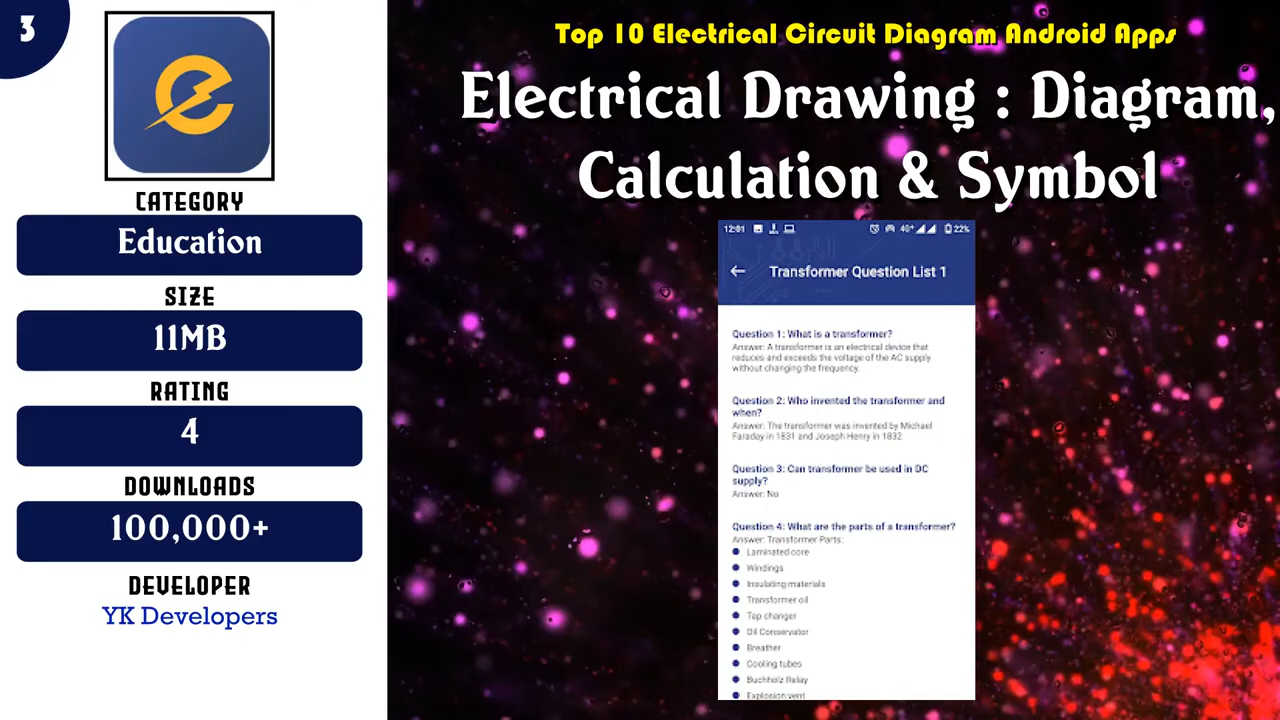 3
CATEGORY
Education
SIZE
11MB
RATING
4
DOWNLOADS
100,000+
DEVELOPER
YK Developers
Top 10 Electrical Circuit Diagram Android Apps
Electrical Drawing : Diagram,
Calculation & Symbol
12:01
4G+
22%
Transformer Question List 1
Question 1: What is a transformer?
Answer: A transformer is an electrical device that
reduces and exceeds the voltage of the AC supply
without changing the frequency.
Question 2: Who invented the transformer and
when?
Answer: The transformer was invented by Michael
Faraday in 1831 and Joseph Henry in 1832
Question 3: Can transformer be used in DC
supply?
Answer: No
Question 4: What are the parts of a transformer?
Answer: Transformer Parts:
Laminated core
Windings
Insulating materials
Transformer oil
Tap changer
Oil Conservator
Breather
Cooling tubes
Buchholz Relay
Explosion vent